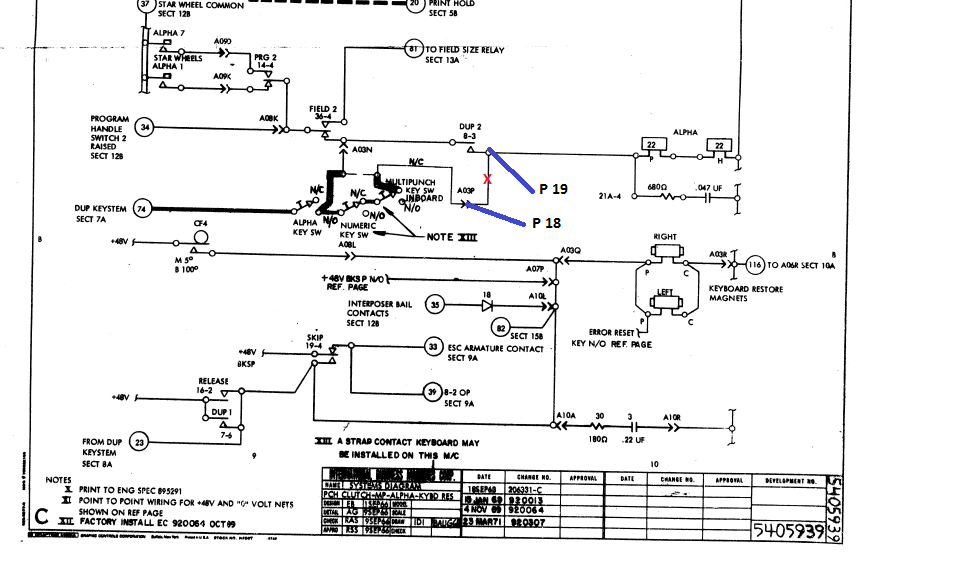 37
STAR WHEEL COMMON
SECT 12B
20
PRINT HOLD
SECT 5B
ALPHA 7
A09D
STAR WHEELS
ALPHA 1
A09C
PRG 2
14-4
81
TO FIELD SIZE RELAY
SECT 13A
PROGRAM
HANDLE
SWITCH 2
RAISED
SECT 12B
34
A08K
FIELD 2
36-4
A03N
DUP 2
8-3
ALPHA
22
P
22
H
P 19
X
P 18
21A-4
680Ω
.047 UF
N/C
MULTIPUNCH
KEY SW
INBOARD
N/O
A03P
DUP KEYSTEM
SECT 7A
74
N/C
N/O
ALPHA
KEY SW
N/C
N/O
NUMERIC
KEY SW
NOTE XIII
B
+48V
CF4
M 5°
B 100°
A08L
A03Q
RIGHT
P
C
A03R
116
TO A06R SECT 10A
B
KEYBOARD RESTORE
MAGNETS
+48V BKSP N/O
REF. PAGE
A07P
LEFT
P
C
INTERPOSER BAIL
CONTACTS
SECT 12B
35
18
A10L
82
SECT 15B
ERROR RESET
KEY N/O REF. PAGE
SKIP
19-4
+48V
BKSP
33
ESC ARMATURE CONTACT
SECT 9A
39
8-2 OP
SECT 9A
RELEASE
16-2
+48V
DUP 1
7-6
FROM DUP
KEYSTEM
SECT 8A
23
A10A
30
180Ω
3
.22 UF
A10R
9
10
XIII A STRAP CONTACT KEYBOARD MAY
BE INSTALLED ON THIS M/C
NOTES
X PRINT TO ENG SPEC 895291
XI POINT TO POINT WIRING FOR +48V AND "G" VOLT NETS
SHOWN ON REF PAGE
XII FACTORY INSTALL EC 920064 OCT 69
C
NAME SYSTEMS DIAGRAM
PCH CLUTCH-MP-ALPHA-KYBD RES
DATE
CHANGE NO.
APPROVAL
DATE
CHANGE NO.
APPROVAL
DEVELOPMENT NO.
18SEP68 206331-C
920013
4 NOV 69 920064
23 MAR71 920307
5405939
5405939